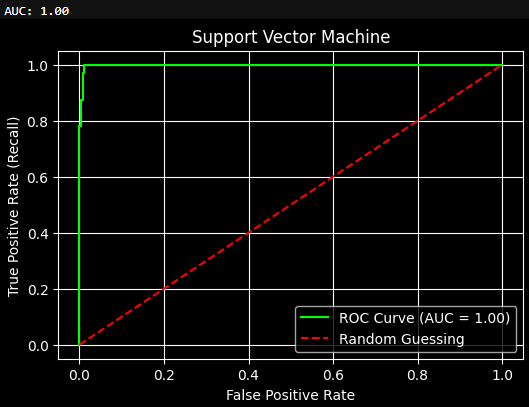 AUC: 1.00
Support Vector Machine
True Positive Rate (Recall)
1.0
0.8
0.6
0.4
0.2
0.0
ROC Curve (AUC = 1.00)
Random Guessing
0.0 0.2 0.4 0.6 0.8 1.0
False Positive Rate